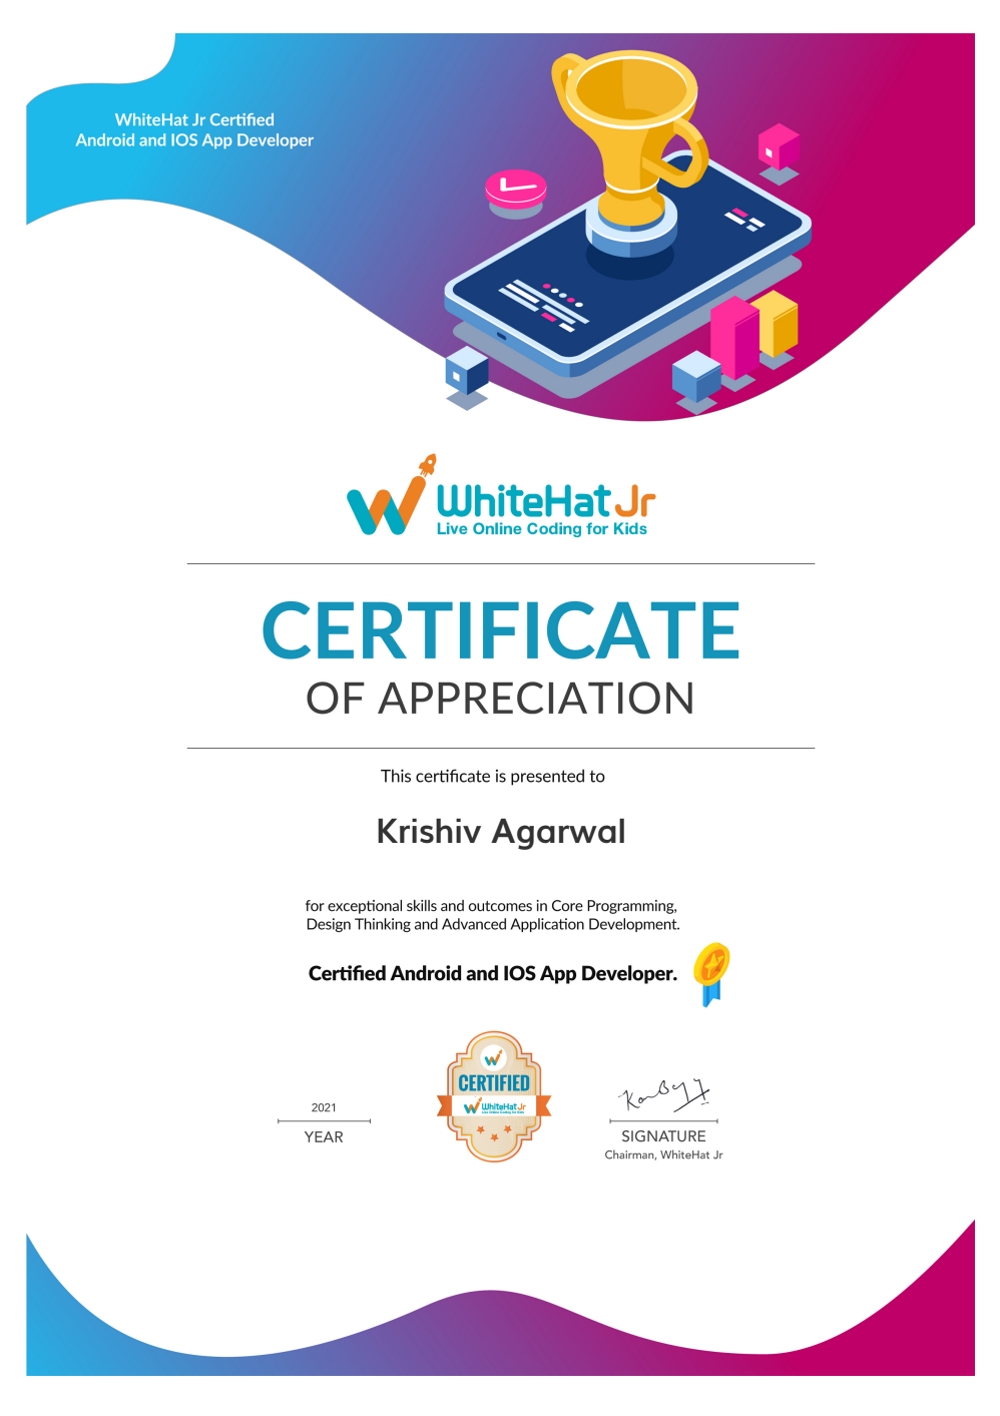 WhiteHat Jr Certified
Android and IOS App Developer
WhiteHat Jr
Live Online Coding for Kids
CERTIFICATE
OF APPRECIATION
This certificate is presented to
Krishiv Agarwal
for exceptional skills and outcomes in Core Programming,
Design Thinking and Advanced Application Development.
Certified Android and IOS App Developer.
CERTIFIED
WhiteHat Jr
Live Online Coding for Kids
2021
YEAR
SIGNATURE
Chairman, WhiteHat Jr